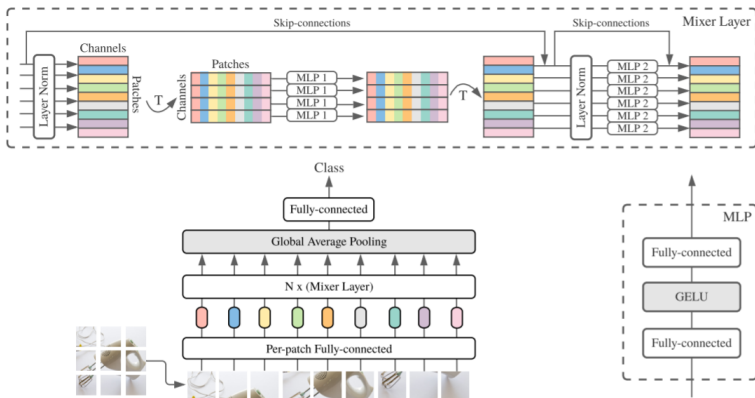 Skip-connections
Skip-connections
Mixer Layer
Channels
Patches
Layer Norm
Patches
T
Channels
MLP 1
MLP 1
MLP 1
MLP 1
T
Layer Norm
MLP 2
MLP 2
MLP 2
MLP 2
MLP 2
MLP 2
Class
Fully-connected
Global Average Pooling
N x (Mixer Layer)
Per-patch Fully-connected
MLP
Fully-connected
GELU
Fully-connected